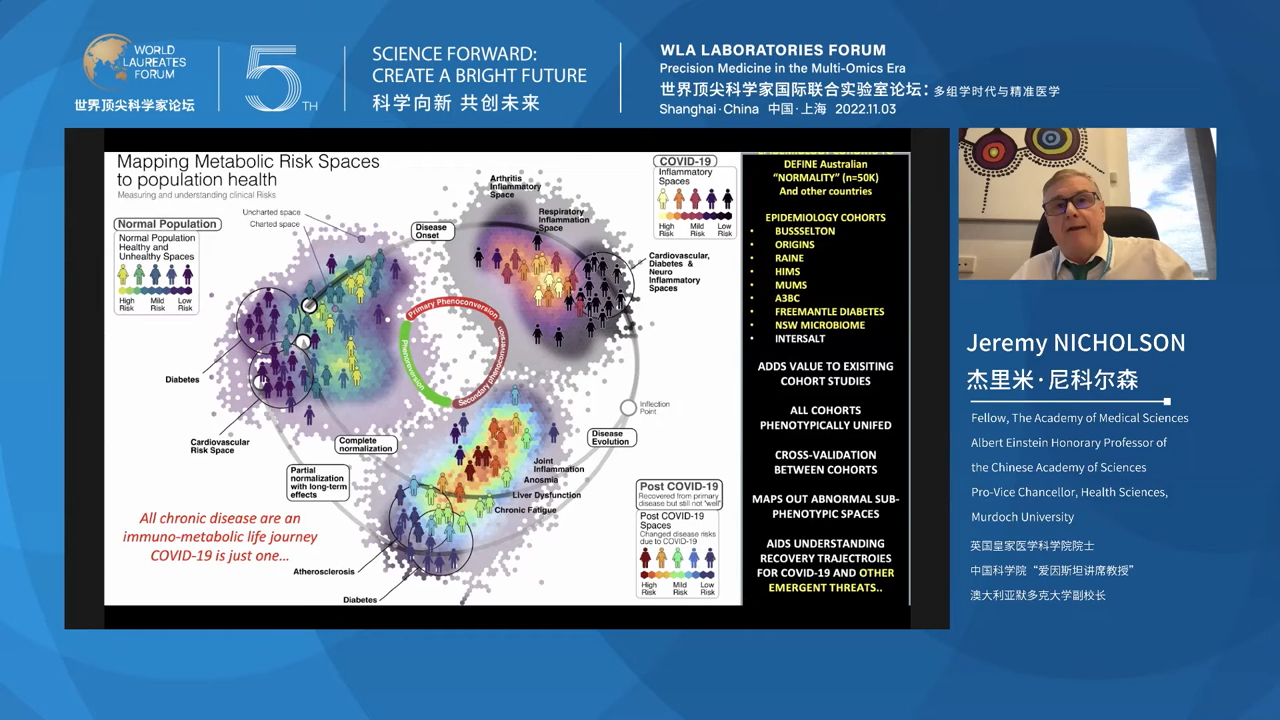 WORLD
LAUREATES
FORUM
世界顶尖科学家论坛
5TH
SCIENCE FORWARD:
CREATE A BRIGHT FUTURE
科学向新 共创未来
WLA LABORATORIES FORUM
Precision Medicine in the Multi-Omics Era
世界顶尖科学家国际联合实验室论坛：多组学时代与精准医学
Shanghai·China 中国·上海 2022.11.03
Mapping Metabolic Risk Spaces
to population health
Measuring and understanding clinical Risks
Normal Population
Normal Population
Healthy and
Unhealthy Spaces
High Risk
Mild Risk
Low Risk
Uncharted space
Charted space
Disease
Onset
Arthritis
Inflammatory
Space
Respiratory
Inflammation
Space
COVID-19
Inflammatory
Spaces
High Risk
Mild Risk
Low Risk
Cardiovascular,
Diabetes &
Neuro
Inflammatory
Spaces
Primary Phenoconversion
Secondary phenoconversion
Phenoreversion
Diabetes
Cardiovascular
Risk Space
Inflection
Point
Disease
Evolution
Complete
normalization
Partial
normalization
with long-term
effects
Joint
Inflammation
Anosmia
Liver Dysfunction
Chronic Fatigue
Atherosclerosis
Diabetes
All chronic disease are an
immuno-metabolic life journey
COVID-19 is just one...
Post COVID-19
Recovered from primary
disease but still not "well"
Post COVID-19
Spaces
Changed disease risks
due to COVID-19
High Risk
Mild Risk
Low Risk
EPIDEMIOLOGY COHORTS TO
DEFINE Australian
"NORMALITY" (n=50K)
And other countries
EPIDEMIOLOGY COHORTS
• BUSSSELTON
• ORIGINS
• RAINE
• HIMS
• MUMS
• A3BC
• FREEMANTLE DIABETES
• NSW MICROBIOME
• INTERSALT
ADDS VALUE TO EXISITING
COHORT STUDIES
ALL COHORTS
PHENOTYPICALLY UNIFED
CROSS-VALIDATION
BETWEEN COHORTS
MAPS OUT ABNORMAL SUB-
PHENOTYPIC SPACES
AIDS UNDERSTANDING
RECOVERY TRAJECTROIES
FOR COVID-19 AND OTHER
EMERGENT THREATS..
Jeremy NICHOLSON
杰里米·尼科尔森
Fellow, The Academy of Medical Sciences
Albert Einstein Honorary Professor of
the Chinese Academy of Sciences
Pro-Vice Chancellor, Health Sciences,
Murdoch University
英国皇家医学科学院院士
中国科学院“爱因斯坦讲席教授”
澳大利亚默多克大学副校长